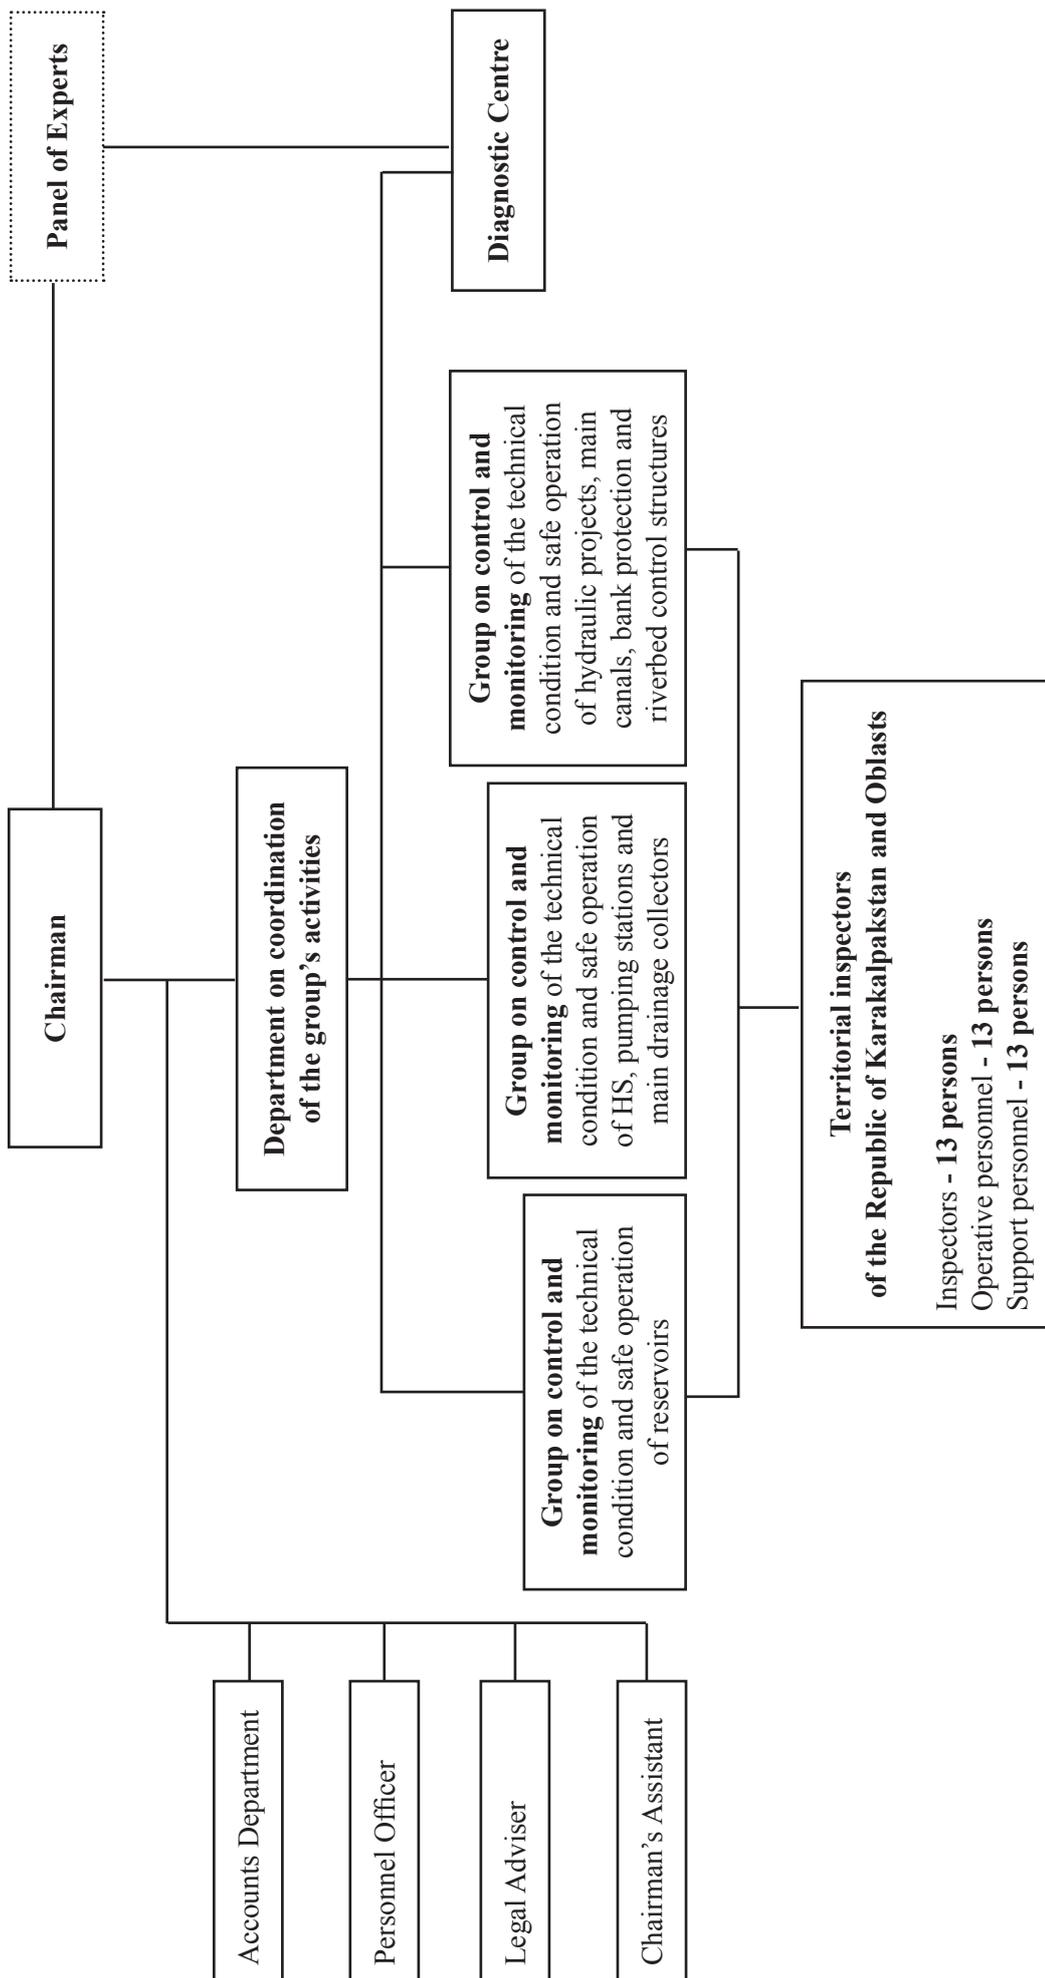 Chairman
Panel of Experts
Department on coordination
of the group’s activities
Accounts Department
Personnel Officer
Legal Adviser
Chairman’s Assistant
Group on control and
monitoring of the technical
condition and safe operation
of reservoirs
Group on control and
monitoring of the technical
condition and safe operation
of HS, pumping stations and
main drainage collectors
Group on control and
monitoring of the technical
condition and safe operation
of hydraulic projects, main
canals, bank protection and
riverbed control structures
Diagnostic Centre
Territorial inspectors
of the Republic of Karakalpakstan and Oblasts
Inspectors - 13 persons
Operative personnel - 13 persons
Support personnel - 13 persons